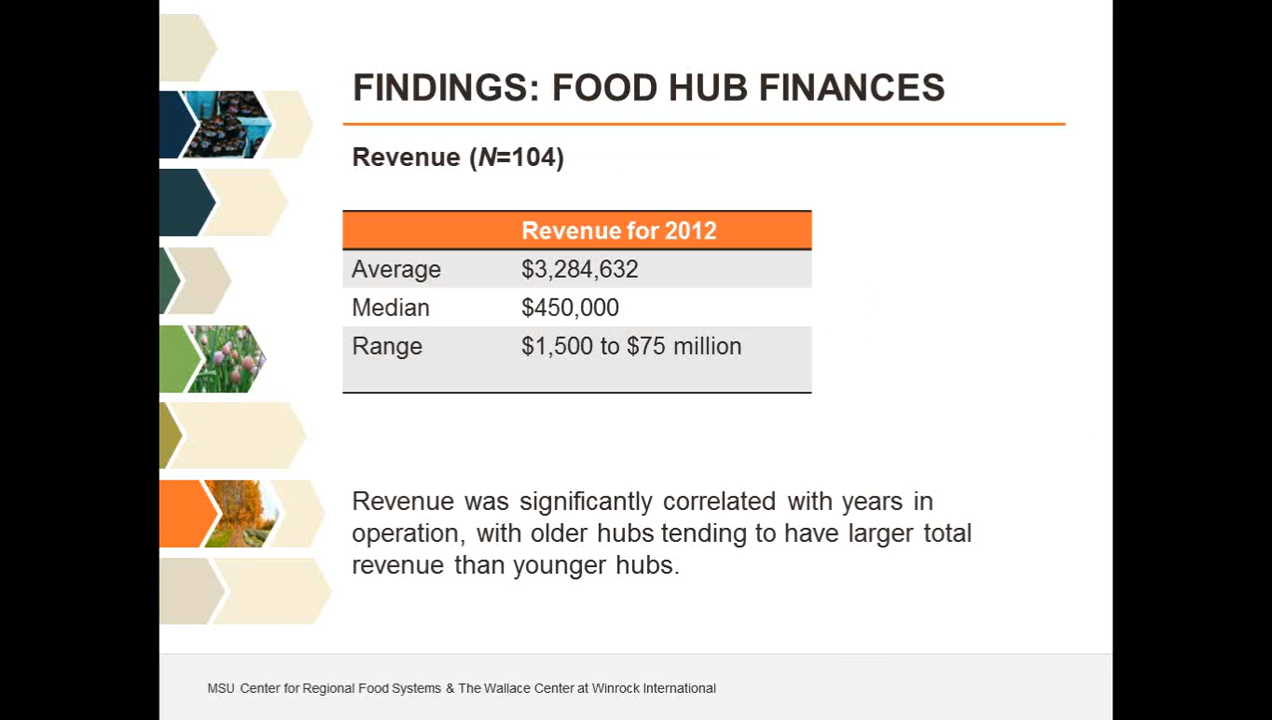 FINDINGS: FOOD HUB FINANCES
Revenue (N=104)
Revenue for 2012
Average $3,284,632
Median $450,000
Range $1,500 to $75 million
Revenue was significantly correlated with years in
operation, with older hubs tending to have larger total
revenue than younger hubs.
MSU Center for Regional Food Systems & The Wallace Center at Winrock International